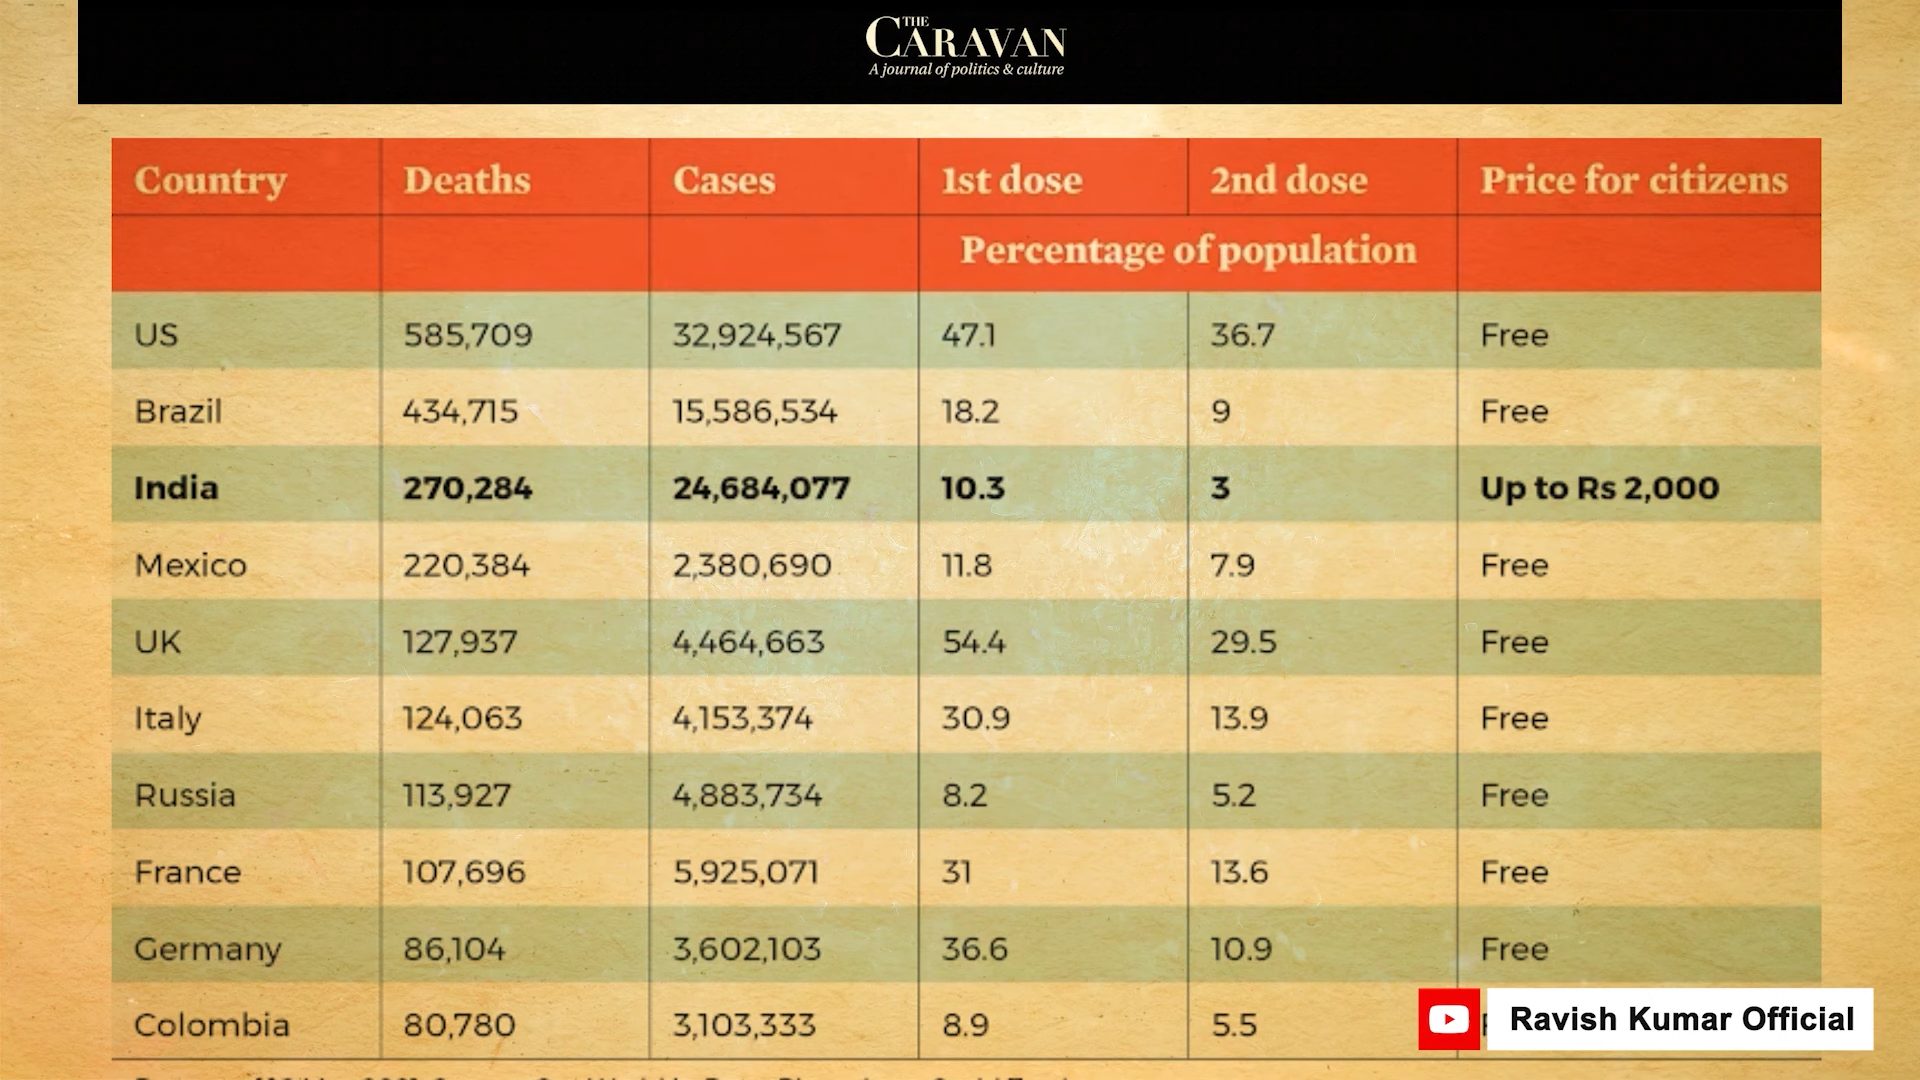 THE CARAVAN
A journal of politics & culture
Country Deaths Cases 1st dose 2nd dose Price for citizens
Percentage of population
US 585,709 32,924,567 47.1 36.7 Free
Brazil 434,715 15,586,534 18.2 9 Free
India 270,284 24,684,077 10.3 3 Up to Rs 2,000
Mexico 220,384 2,380,690 11.8 7.9 Free
UK 127,937 4,464,663 54.4 29.5 Free
Italy 124,063 4,153,374 30.9 13.9 Free
Russia 113,927 4,883,734 8.2 5.2 Free
France 107,696 5,925,071 31 13.6 Free
Germany 86,104 3,602,103 36.6 10.9 Free
Colombia 80,780 3,103,333 8.9 5.5
Ravish Kumar Official